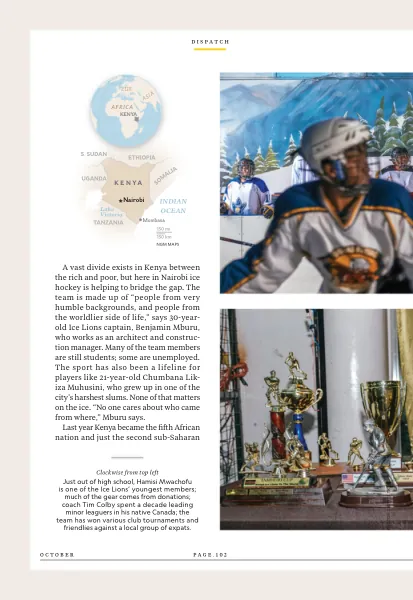 DISPATCH
EUROPE
ASIA
AFRICA
KENYA
S. SUDAN
ETHIOPIA
UGANDA
KENYA
SOMALIA
Nairobi
Lake
Victoria
INDIAN
OCEAN
TANZANIA
Mombasa
150 mi
150 km
NGM MAPS
A vast divide exists in Kenya between
the rich and poor, but here in Nairobi ice
hockey is helping to bridge the gap. The
team is made up of “people from very
humble backgrounds, and people from
the worldlier side of life,” says 30-year-
old Ice Lions captain, Benjamin Mburu,
who works as an architect and construc-
tion manager. Many of the team members
are still students; some are unemployed.
The sport has also been a lifeline for
players like 21-year-old Chumbana Lik-
iza Muhusini, who grew up in one of the
city’s harshest slums. None of that matters
on the ice. “No one cares about who came
from where,” Mburu says.
Last year Kenya became the fifth African
nation and just the second sub-Saharan
Clockwise from top left
Just out of high school, Hamisi Mwachofu
is one of the Ice Lions’ youngest members;
much of the gear comes from donations;
coach Tim Colby spent a decade leading
minor leaguers in his native Canada; the
team has won various club tournaments and
friendlies against a local group of expats.
OCTOBER
PAGE.102